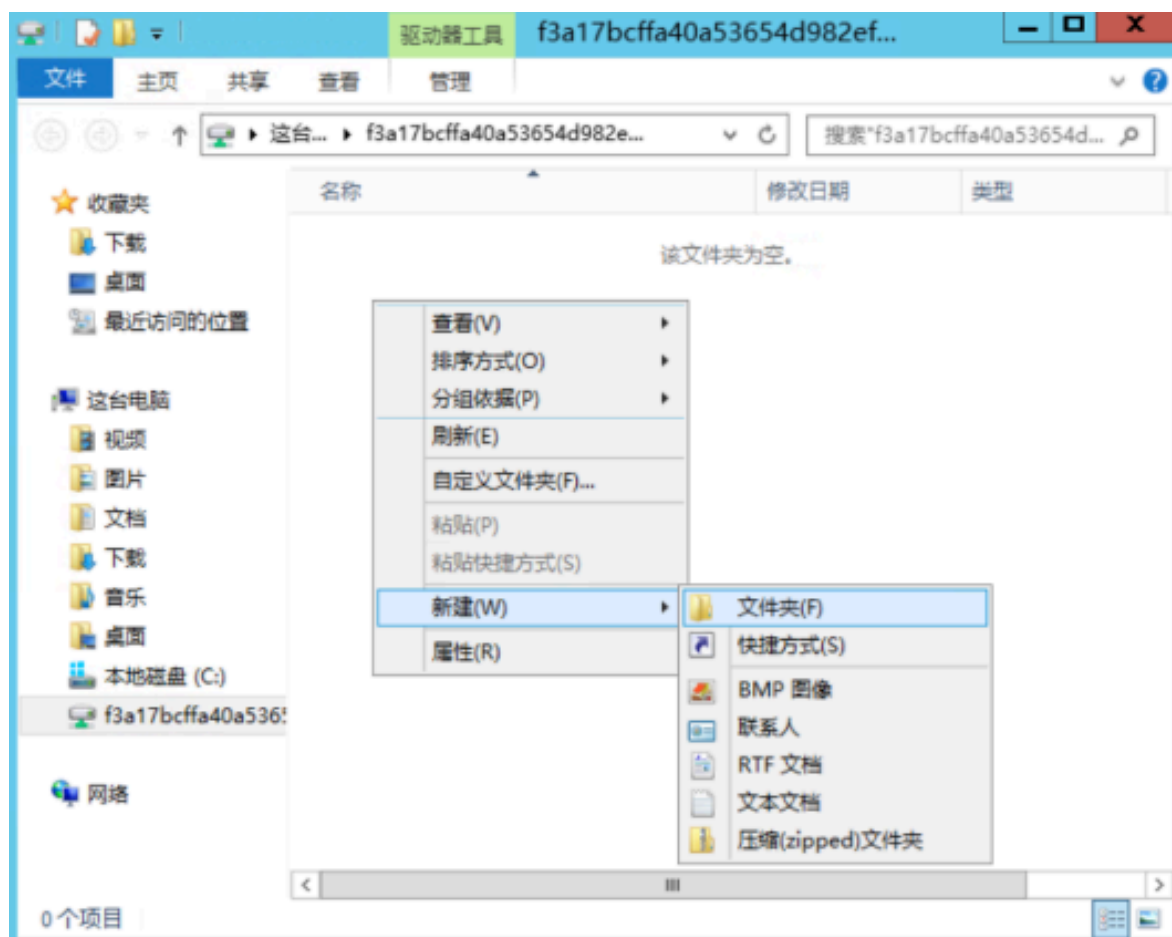 驱动器工具 f3a17bcffa40a53654d982ef...
文件 主页 共享 查看 管理
这台... f3a17bcffa40a53654d982e... 搜索"f3a17bcffa40a53654d...
名称 修改日期 类型
该文件夹为空。
收藏夹
下载
桌面
最近访问的位置
这台电脑
视频
图片
文档
下载
音乐
桌面
本地磁盘 (C:)
f3a17bcffa40a536
网络
查看(V)
排序方式(O)
分组依据(P)
刷新(E)
自定义文件夹(F)...
粘贴(P)
粘贴快捷方式(S)
新建(W)
属性(R)
文件夹(F)
快捷方式(S)
BMP 图像
联系人
RTF 文档
文本文档
压缩(zipped)文件夹
0 个项目